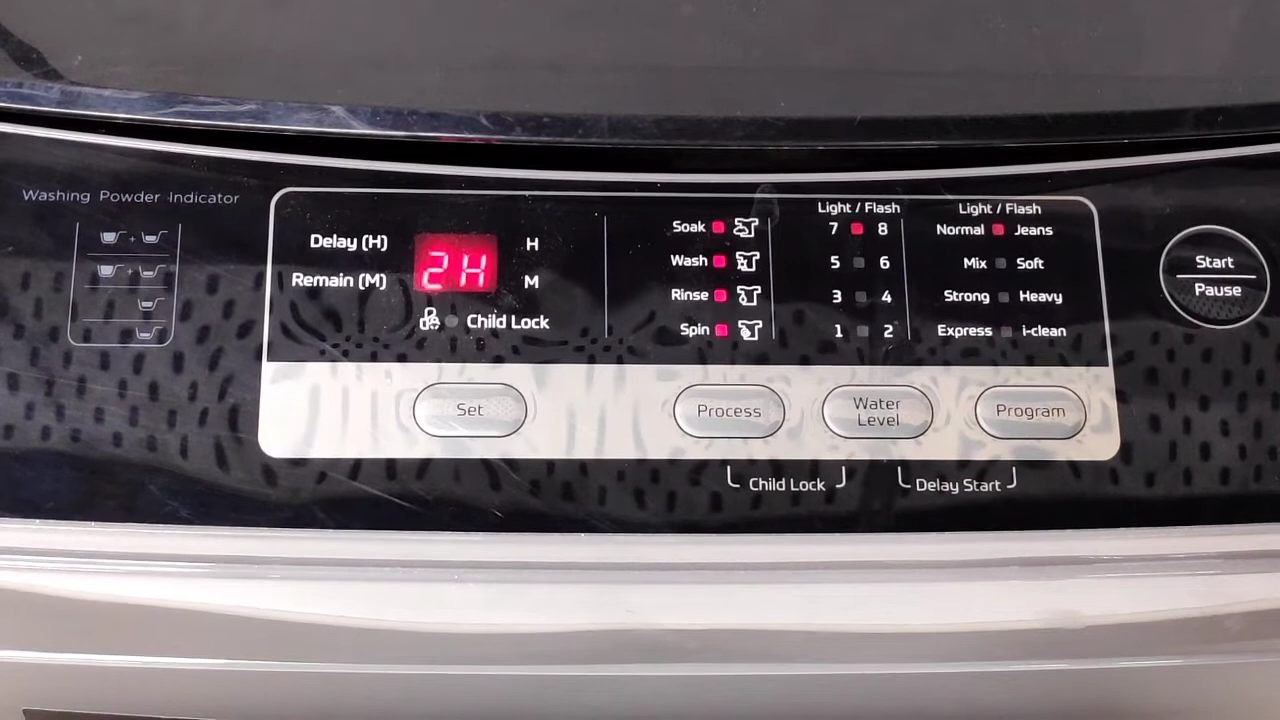 Washing Powder Indicator
Delay (H) 2H H
Remain (M) M
Child Lock
Soak
Wash
Rinse
Spin
Light / Flash
7 8
5 6
3 4
1 2
Light / Flash
Normal Jeans
Mix Soft
Strong Heavy
Express i-clean
Start
Pause
Set
Process
Water
Level
Program
Child Lock
Delay Start